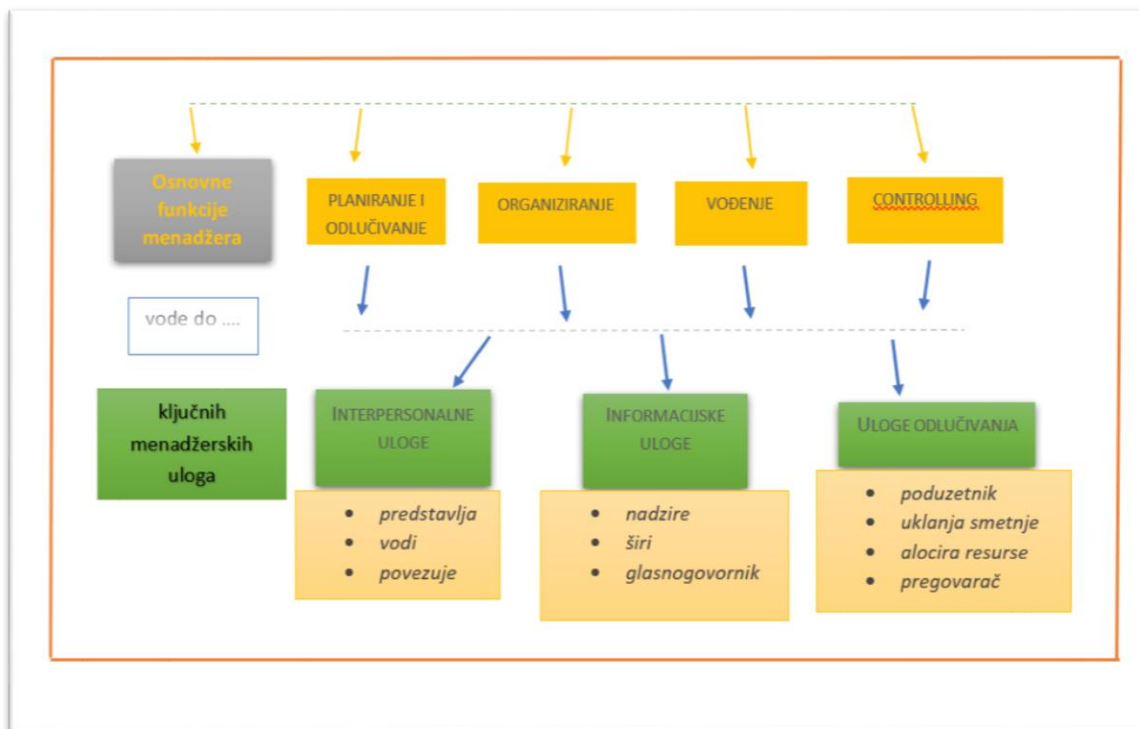 Osnovne
funkcije
menadžera
PLANIRANJE I
ODLUČIVANJE
ORGANIZIRANJE
VOĐENJE
CONTROLLING
vode do ....
ključnih
menadžerskih
uloga
INTERPERSONALNE
ULOGE
• predstavlja
• vodi
• povezuje
INFORMACIJSKE
ULOGE
• nadzire
• širi
• glasnogovornik
ULOGE ODLUČIVANJA
• poduzetnik
• uklanja smetnje
• alocira resurse
• pregovarač